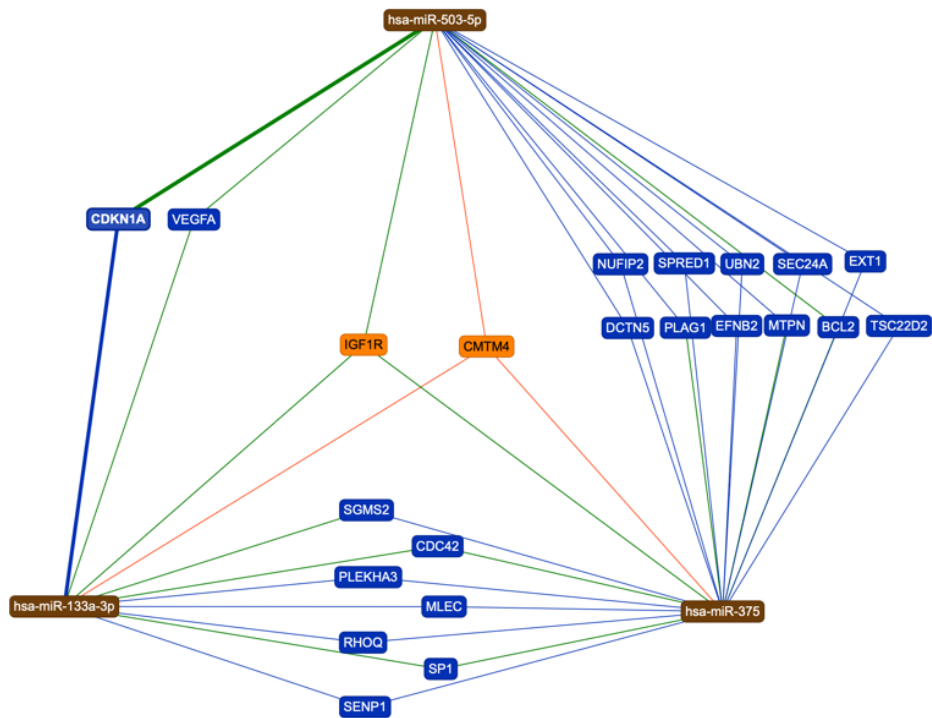 hsa-miR-503-5p
CDKN1A
VEGFA
NUFIP2
SPRED1
UBN2
SEC24A
EXT1
DCTN5
PLAG1
EFNB2
MTPN
BCL2
TSC22D2
IGF1R
CMTM4
SGMS2
CDC42
PLEKHA3
hsa-miR-133a-3p
MLEC
hsa-miR-375
RHOQ
SP1
SENP1